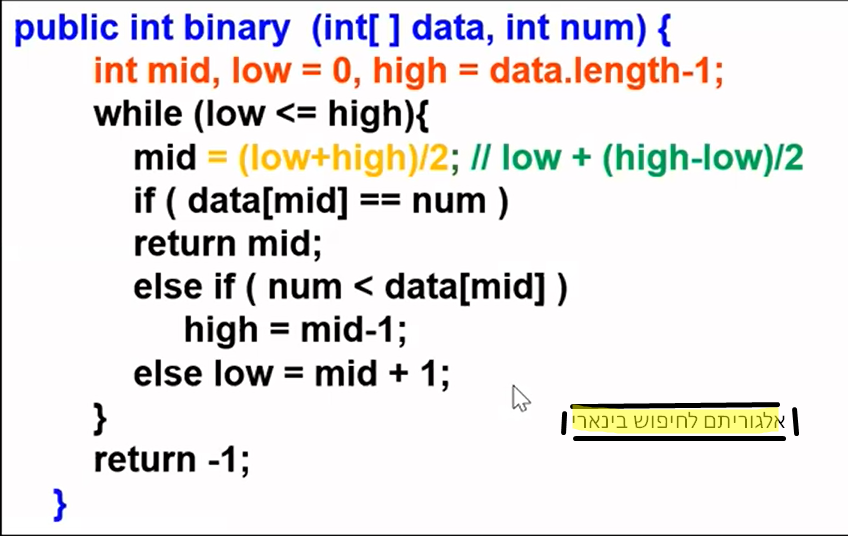 public int binary (int[ ] data, int num) {
int mid, low = 0, high = data.length-1;
while (low <= high){
mid = (low+high)/2; // low + (high-low)/2
if ( data[mid] == num )
return mid;
else if ( num < data[mid] )
high = mid-1;
else low = mid + 1;
}
אלגוריתם לחיפוש בינארי
return -1;
}